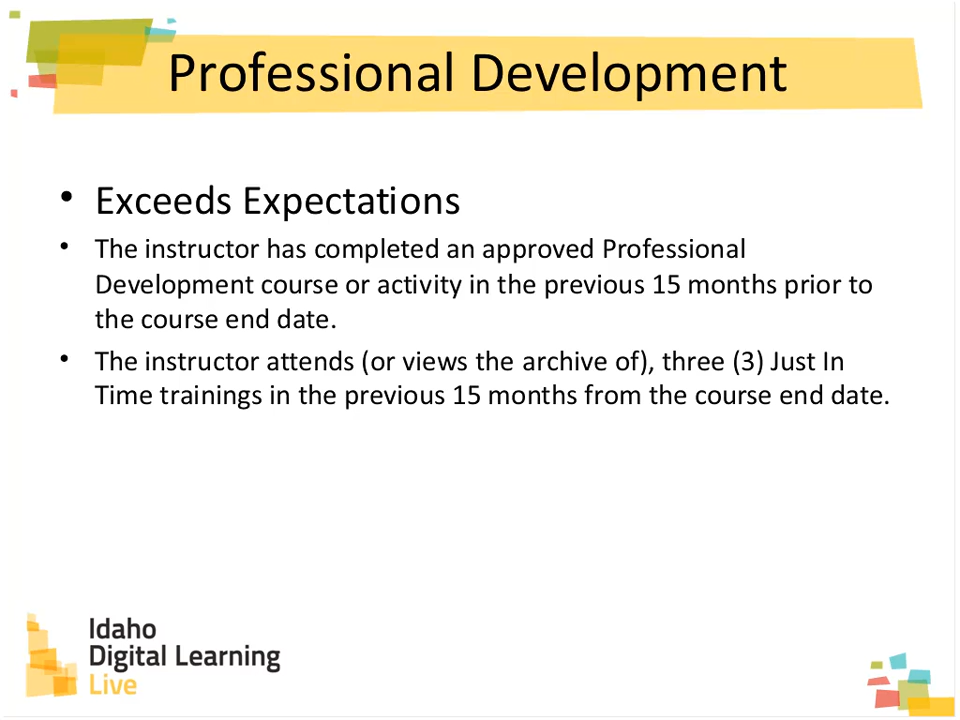 Professional Development
• Exceeds Expectations
• The instructor has completed an approved Professional
Development course or activity in the previous 15 months prior to
the course end date.
• The instructor attends (or views the archive of), three (3) Just In
Time trainings in the previous 15 months from the course end date.
Idaho
Digital Learning
Live